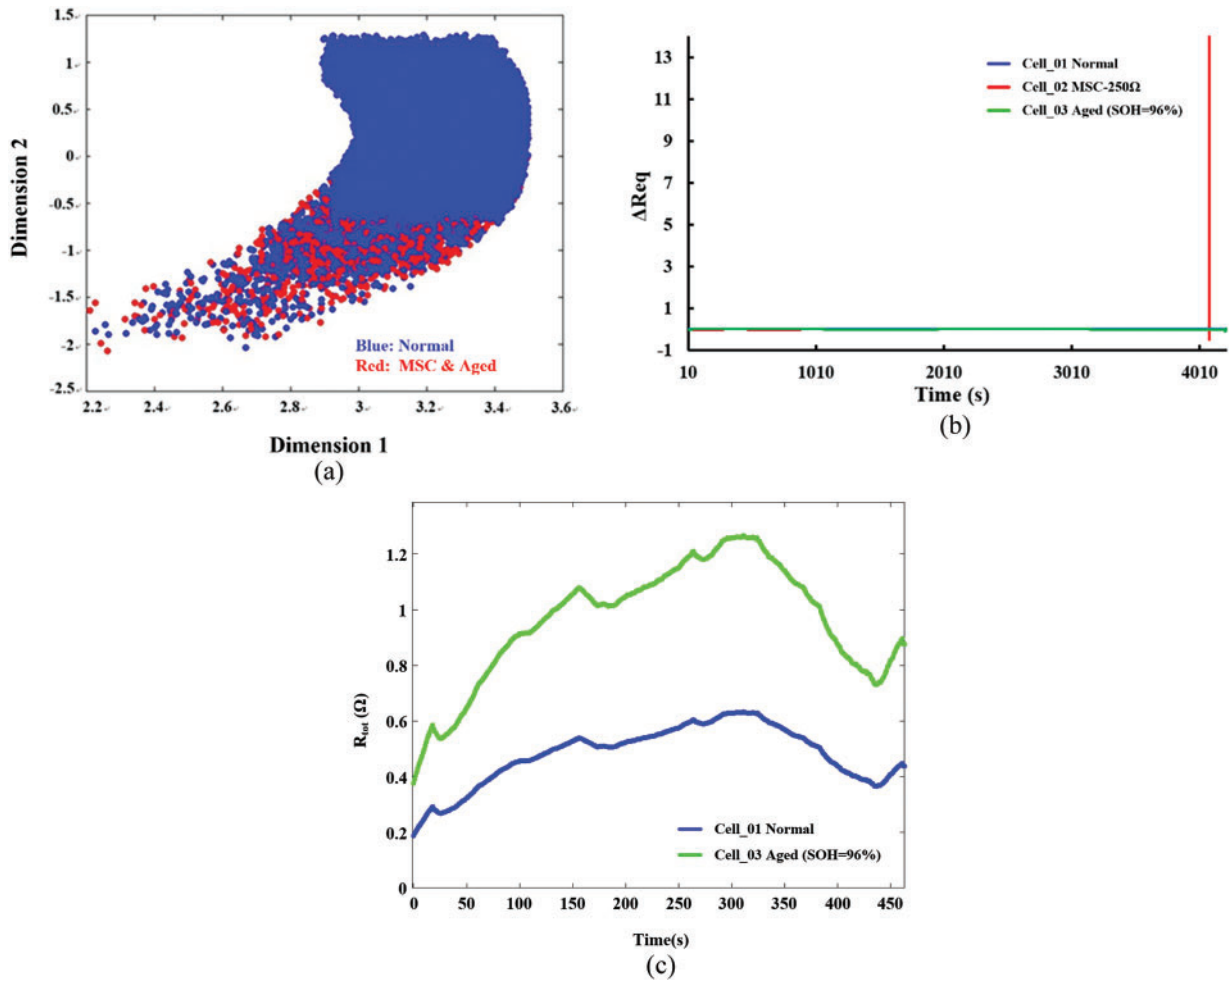 1.5
1
0.5
0
-0.5
-1
-1.5
-2
-2.5
Dimension 2
Blue: Normal
Red: MSC & Aged
2.2 2.4 2.6 2.8 3 3.2 3.4 3.6
Dimension 1
(a)
13
11
9
7
5
3
1
-1
ΔReq
Cell_01 Normal
Cell_02 MSC-250Ω
Cell_03 Aged (SOH=96%)
10 1010 2010 3010 4010
Time (s)
(b)
1.2
1
0.8
0.6
0.4
0.2
0
Rtot (Ω)
Cell_01 Normal
Cell_03 Aged (SOH=96%)
0 50 100 150 200 250 300 350 400 450
Time(s)
(c)